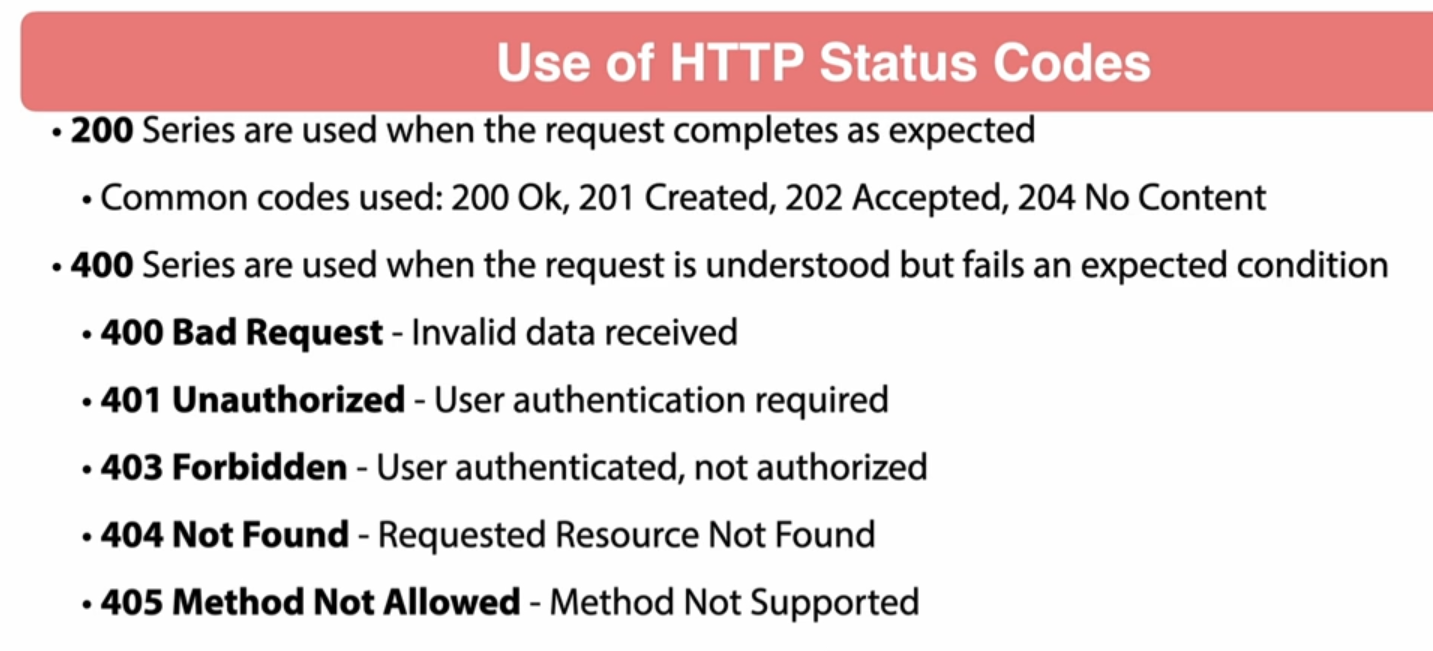 Use of HTTP Status Codes
• 200 Series are used when the request completes as expected
• Common codes used: 200 Ok, 201 Created, 202 Accepted, 204 No Content
• 400 Series are used when the request is understood but fails an expected condition
• 400 Bad Request - Invalid data received
• 401 Unauthorized - User authentication required
• 403 Forbidden - User authenticated, not authorized
• 404 Not Found - Requested Resource Not Found
• 405 Method Not Allowed - Method Not Supported